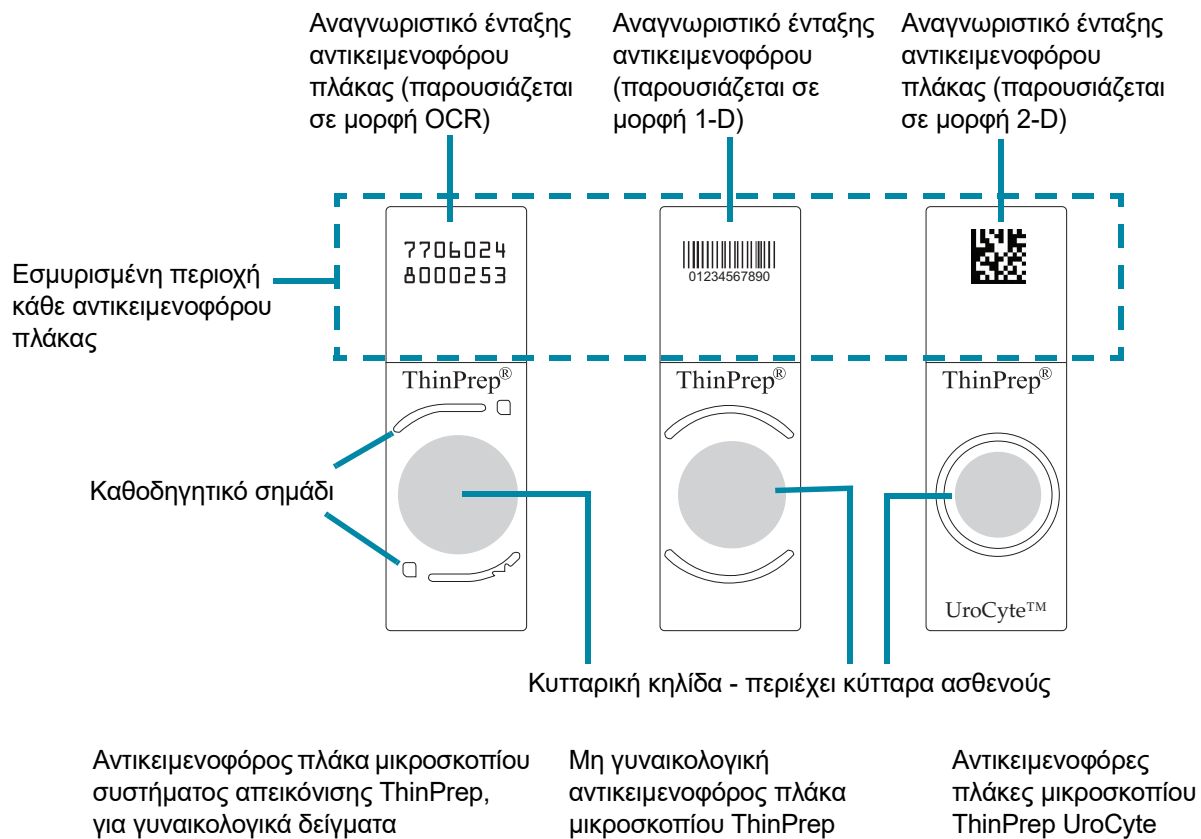 Αναγνωριστικό ένταξης
αντικειμενοφόρου
πλάκας (παρουσιάζεται
σε μορφή OCR)
Αναγνωριστικό ένταξης
αντικειμενοφόρου
(παρουσιάζεται σε
μορφή 1-D)
Αναγνωριστικό ένταξης
αντικειμενοφόρου
πλάκας (παρουσιάζεται
σε μορφή 2-D)
Εσμυρισμένη περιοχή
κάθε αντικειμενοφόρου
πλάκας
7706024
8000253
01234567890
ThinPrep®
ThinPrep®
ThinPrep®
Καθοδηγητικό σημάδι
UroCyte™
Κυτταρική κηλίδα - περιέχει κύτταρα ασθενούς
Αντικειμενοφόρος πλάκα μικροσκοπίου
συστήματος απεικόνισης ThinPrep,
για γυναικολογικά δείγματα
Μη γυναικολογική
αντικειμενοφόρος πλάκα
μικροσκοπίου ThinPrep
Αντικειμενοφόρες
πλάκες μικροσκοπίου
ThinPrep UroCyte